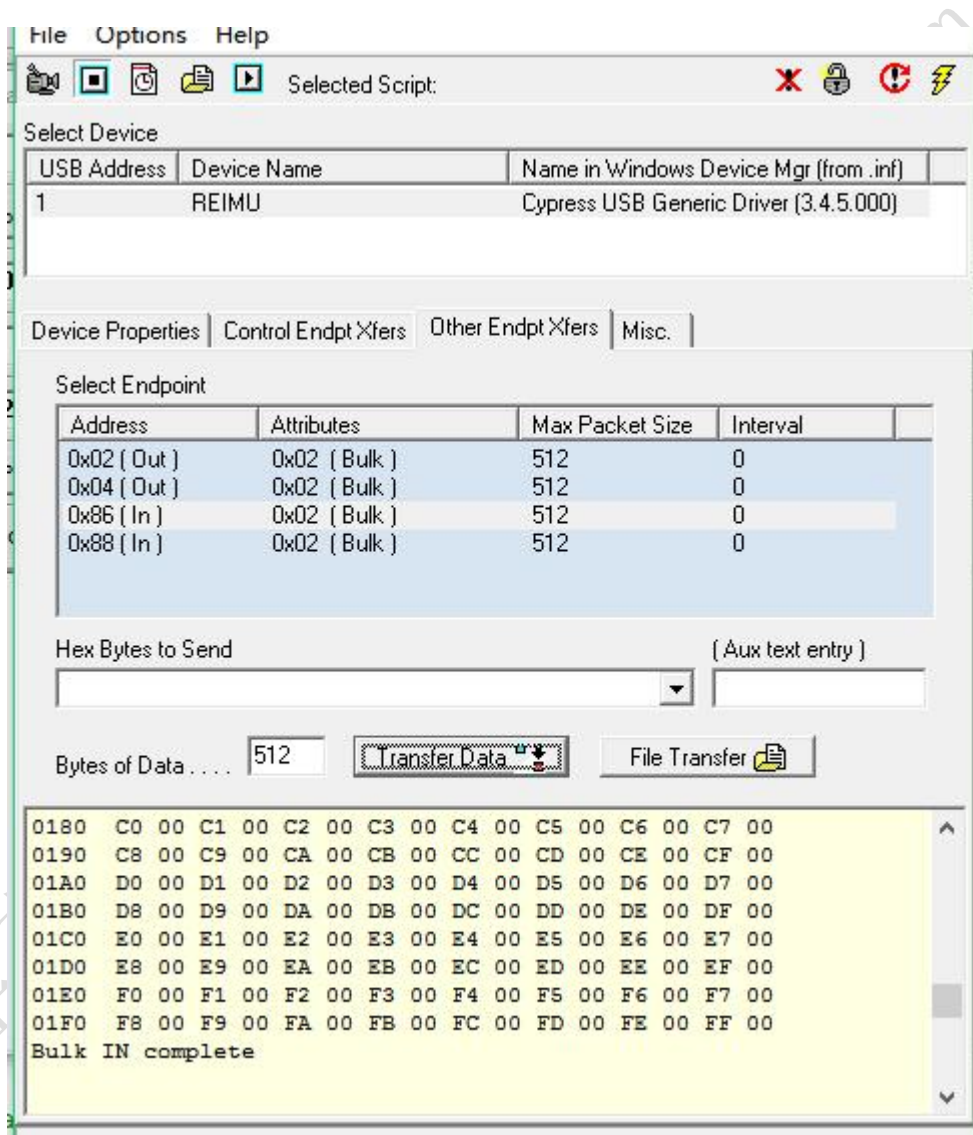 File Options Help
Selected Script:
Select Device
USB Address Device Name Name in Windows Device Mgr (from .inf)
1 REIMU Cypress USB Generic Driver (3.4.5.000)
Device Properties Control Endpt Xfers Other Endpt Xfers Misc.
Select Endpoint
Address Attributes Max Packet Size Interval
0x02 ( Out ) 0x02 ( Bulk ) 512 0
0x04 ( Out ) 0x02 ( Bulk ) 512 0
0x86 ( In ) 0x02 ( Bulk ) 512 0
0x88 ( In ) 0x02 ( Bulk ) 512 0
Hex Bytes to Send ( Aux text entry )
Bytes of Data . . . . 512 Transfer Data File Transfer
0180 C0 00 C1 00 C2 00 C3 00 C4 00 C5 00 C6 00 C7 00
0190 C8 00 C9 00 CA 00 CB 00 CC 00 CD 00 CE 00 CF 00
01A0 D0 00 D1 00 D2 00 D3 00 D4 00 D5 00 D6 00 D7 00
01B0 D8 00 D9 00 DA 00 DB 00 DC 00 DD 00 DE 00 DF 00
01C0 E0 00 E1 00 E2 00 E3 00 E4 00 E5 00 E6 00 E7 00
01D0 E8 00 E9 00 EA 00 EB 00 EC 00 ED 00 EE 00 EF 00
01E0 F0 00 F1 00 F2 00 F3 00 F4 00 F5 00 F6 00 F7 00
01F0 F8 00 F9 00 FA 00 FB 00 FC 00 FD 00 FE 00 FF 00
Bulk IN complete